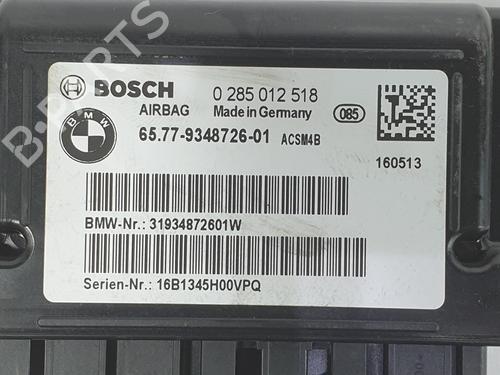 BOSCH 0 285 012 518
AIRBAG Made in Germany 085
BMW 65.77-9348726-01 ACSM4B
160513
BMW-Nr.: 31934872601W
Serien-Nr.: 16B1345H00VPQ
B-PARTS